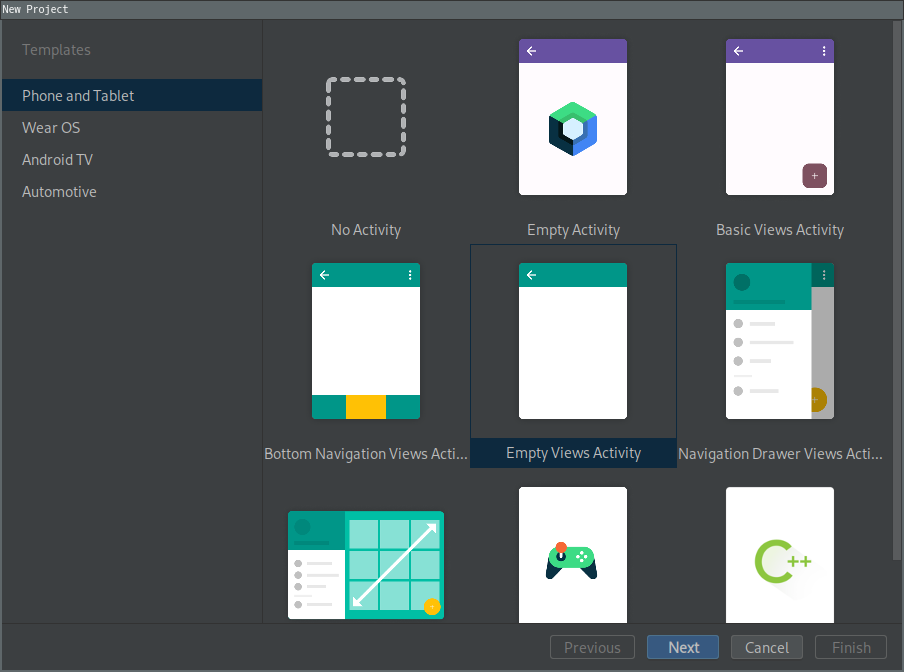 New Project
Templates
Phone and Tablet
Wear OS
Android TV
Automotive
No Activity
Empty Activity
Basic Views Activity
Bottom Navigation Views Acti...
Empty Views Activity
Navigation Drawer Views Acti...
C++
Previous
Next
Cancel
Finish